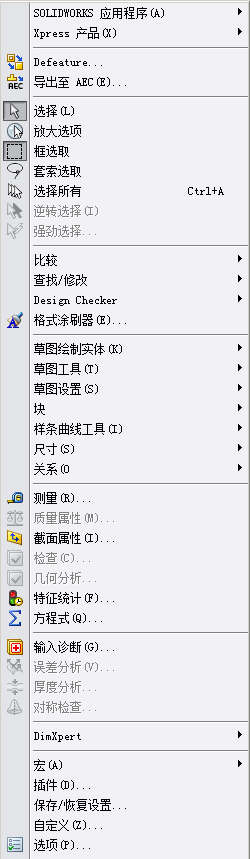 SOLIDWORKS 应用程序(A)
Xpress 产品(X)
Defeature...
导出至 AEC(E)...
AEC
选择(L)
放大选项
框选取
套索选取
选择所有 Ctrl+A
逆转选择(I)
强劲选择...
比较
查找/修改
Design Checker
格式涂刷器(E)...
草图绘制实体(K)
草图工具(T)
草图设置(S)
块
样条曲线工具(I)
尺寸(S)
关系(O
测量(R)...
质量属性(M)...
截面属性(I)...
检查(C)...
几何分析...
特征统计(F)...
方程式(Q)...
输入诊断(G)...
误差分析(V)...
厚度分析...
对称检查...
DimXpert
宏(A)
插件(D)...
保存/恢复设置...
自定义(Z)...
选项(P)...